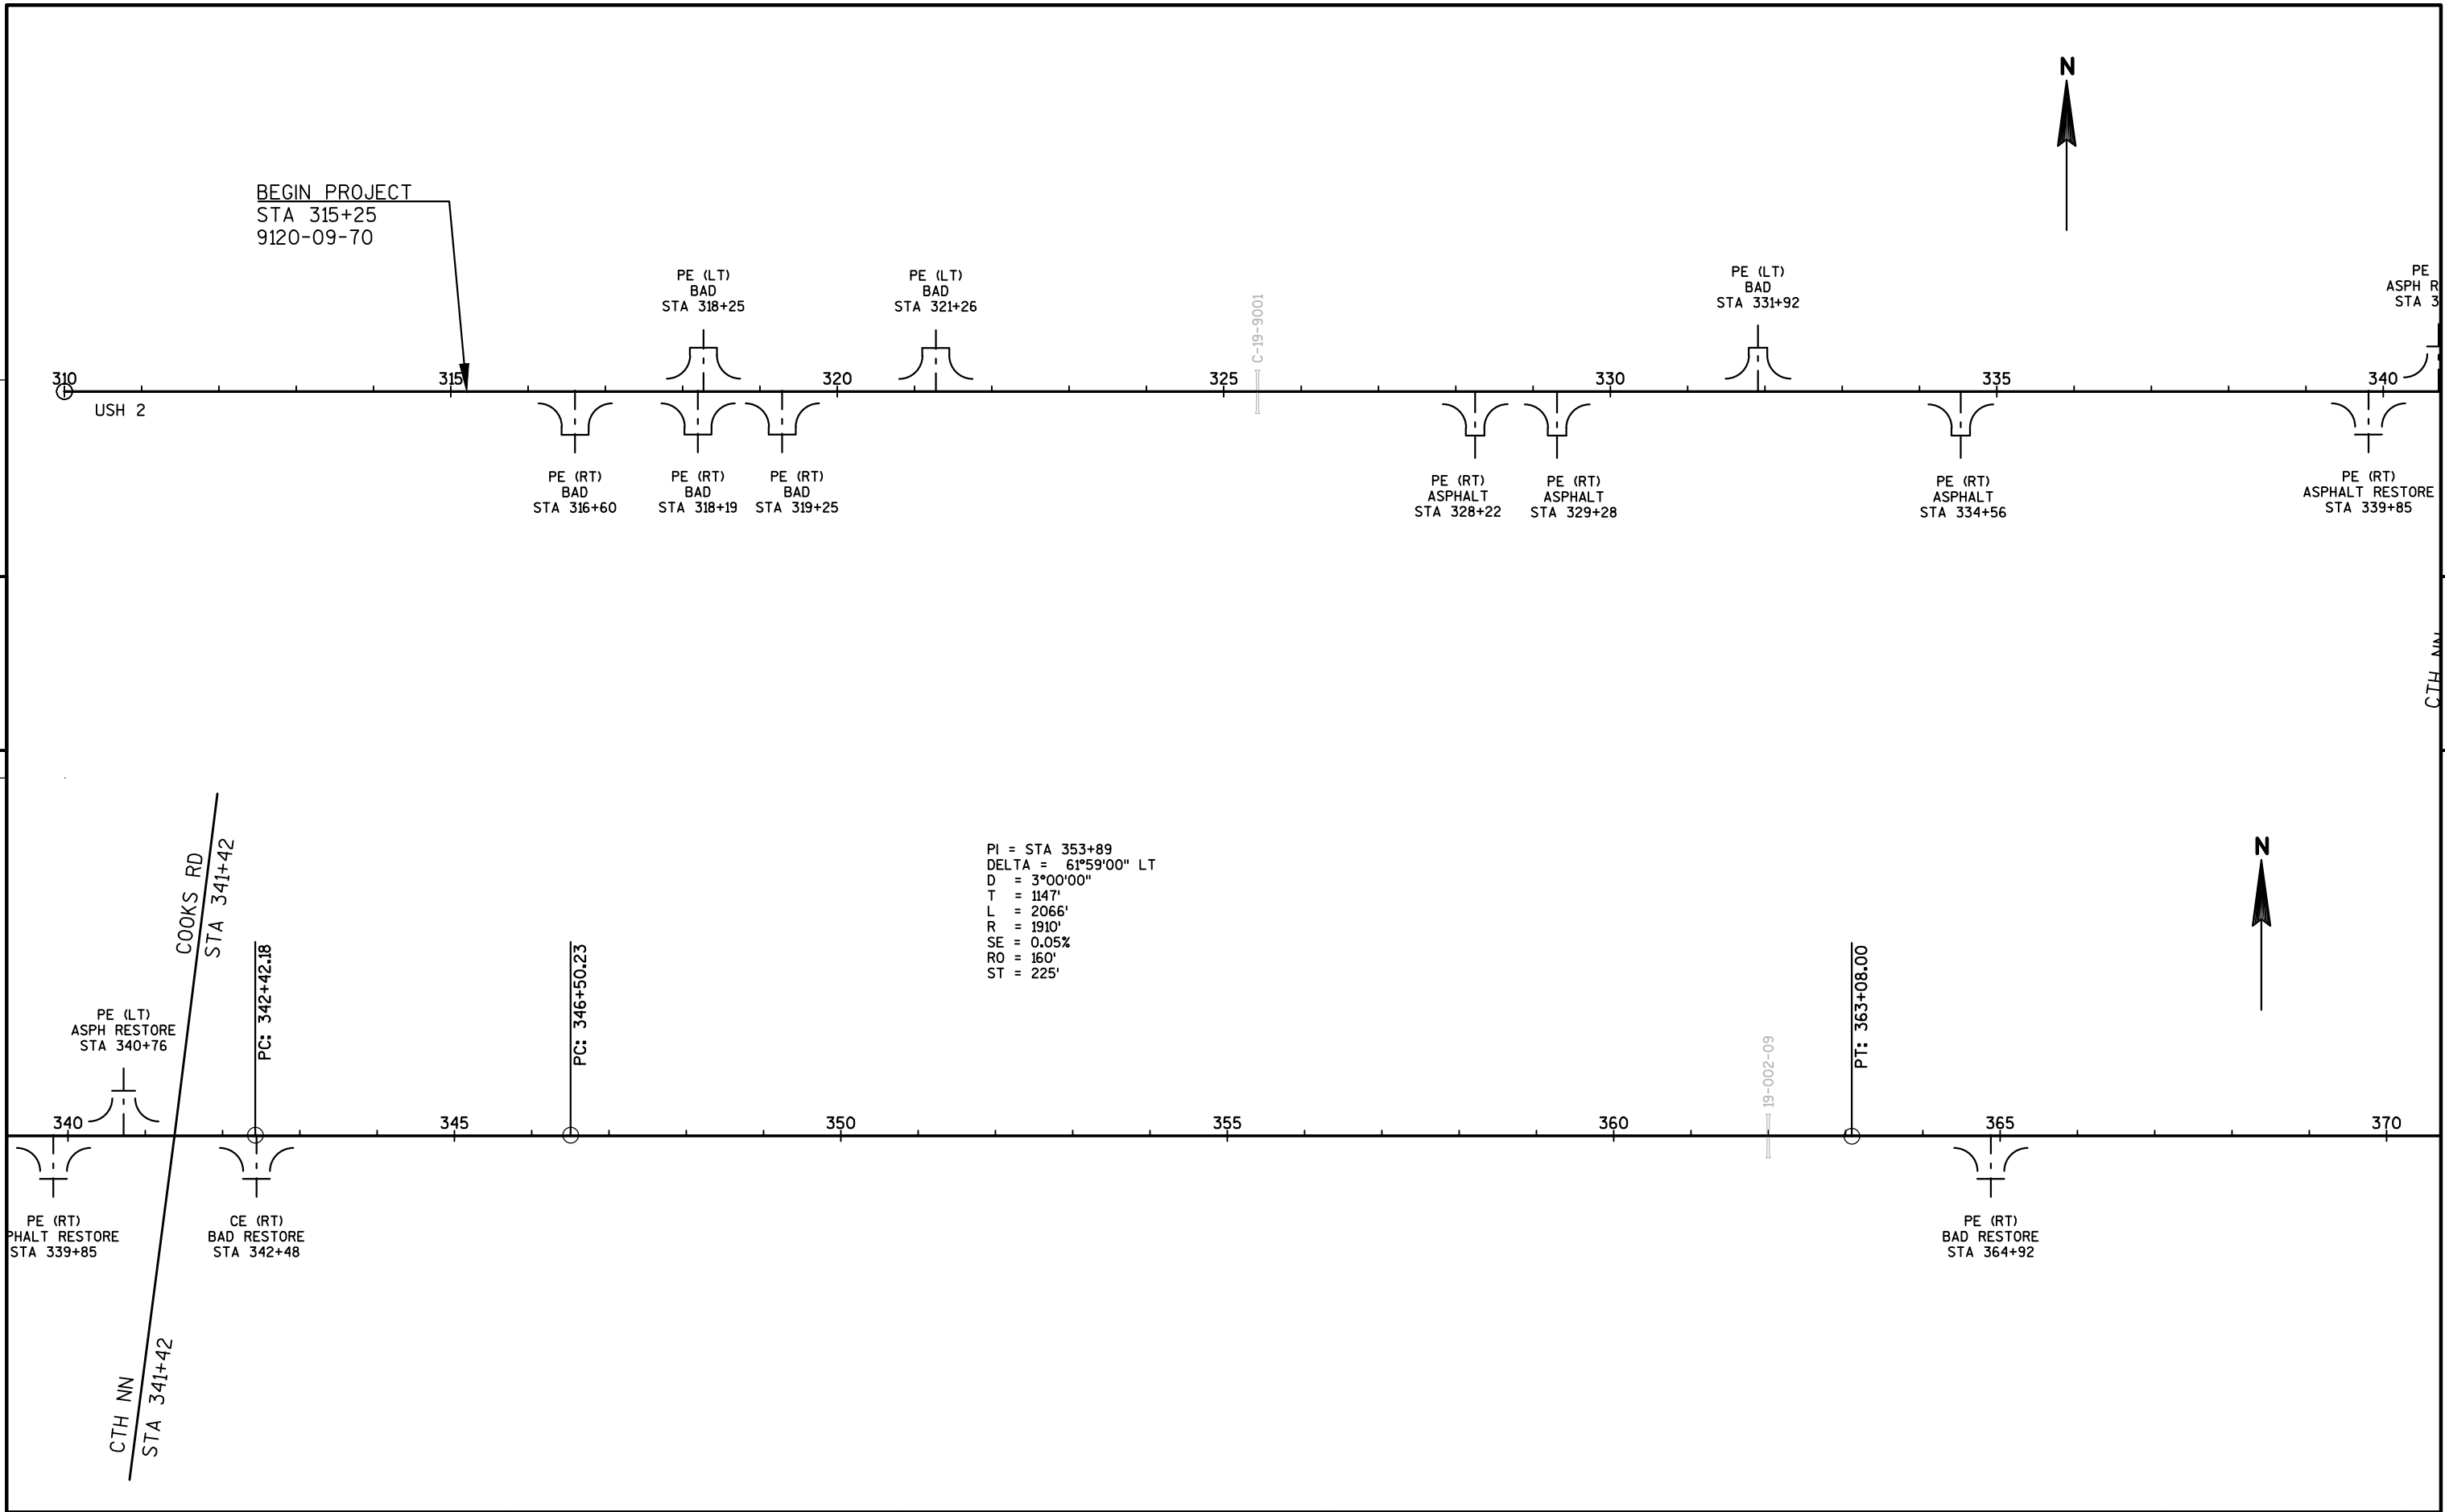 N
BEGIN PROJECT
STA 315+25
9120-09-70
PE (LT)
BAD
STA 318+25
PE (LT)
BAD
STA 321+26
C-19-9001
PE (LT)
BAD
STA 331+92
PE
ASPH R
STA 3
310
315
320
325
330
335
340
USH 2
PE (RT)
BAD
STA 316+60
PE (RT)
BAD
STA 318+19
PE (RT)
BAD
STA 319+25
PE (RT)
ASPHALT
STA 328+22
PE (RT)
ASPHALT
STA 329+28
PE (RT)
ASPHALT
STA 334+56
PE (RT)
ASPHALT RESTORE
STA 339+85
CTH NN
COOKS RD
STA 341+42
PI = STA 353+89
DELTA = 61°59'00" LT
D = 3°00'00"
T = 1147'
L = 2066'
R = 1910'
SE = 0.05%
RO = 160'
ST = 225'
N
PC: 342+42.18
PC: 346+50.23
19-002-09
PT: 363+08.00
PE (LT)
ASPH RESTORE
STA 340+76
340
345
350
355
360
365
370
PE (RT)
PHALT RESTORE
STA 339+85
CE (RT)
BAD RESTORE
STA 342+48
PE (RT)
BAD RESTORE
STA 364+92
CTH NN
STA 341+42